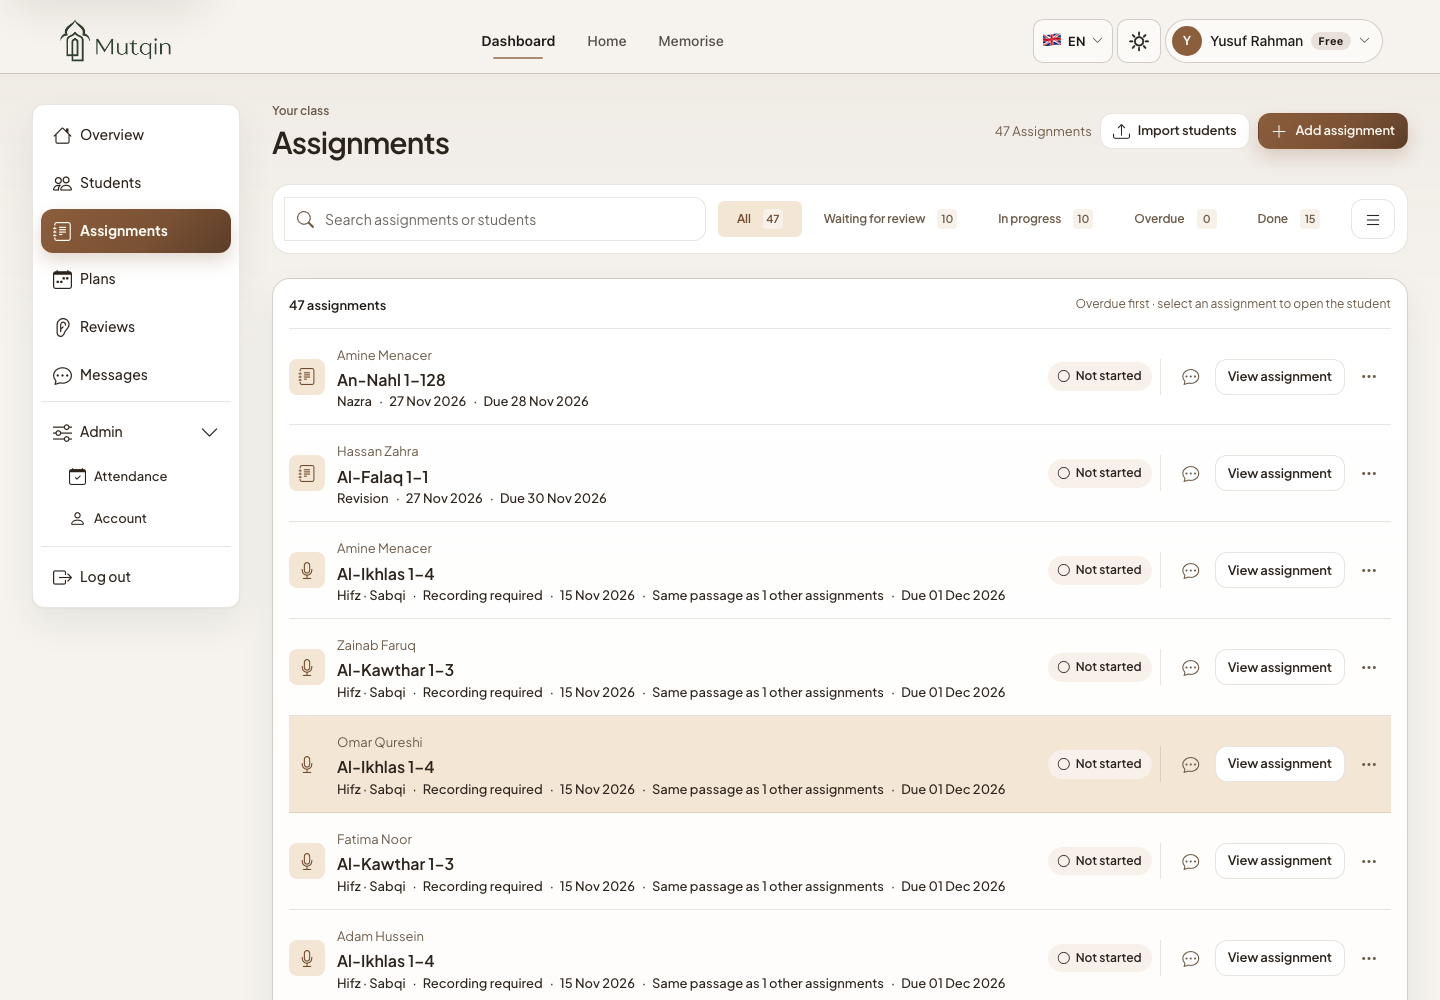 Mutqin
Dashboard
Home
Memorise
EN
Y
Yusuf Rahman
Free
Overview
Students
Assignments
Plans
Reviews
Messages
Admin
Attendance
Account
Log out
Your class
Assignments
47 Assignments
Import students
Add assignment
Search assignments or students
All 47
Waiting for review 10
In progress 10
Overdue 0
Done 15
47 assignments
Overdue first · select an assignment to open the student
Amine Menacer
An-Nahl 1–128
Nazra · 27 Nov 2026 · Due 28 Nov 2026
Not started
View assignment
Hassan Zahra
Al-Falaq 1–1
Revision · 27 Nov 2026 · Due 30 Nov 2026
Not started
View assignment
Amine Menacer
Al-Ikhlas 1–4
Hifz · Sabqi · Recording required · 15 Nov 2026 · Same passage as 1 other assignments · Due 01 Dec 2026
Not started
View assignment
Zainab Faruq
Al-Kawthar 1–3
Hifz · Sabqi · Recording required · 15 Nov 2026 · Same passage as 1 other assignments · Due 01 Dec 2026
Not started
View assignment
Omar Qureshi
Al-Ikhlas 1–4
Hifz · Sabqi · Recording required · 15 Nov 2026 · Same passage as 1 other assignments · Due 01 Dec 2026
Not started
View assignment
Fatima Noor
Al-Kawthar 1–3
Hifz · Sabqi · Recording required · 15 Nov 2026 · Same passage as 1 other assignments · Due 01 Dec 2026
Not started
View assignment
Adam Hussein
Al-Ikhlas 1–4
Hifz · Sabqi · Recording required · 15 Nov 2026 · Same passage as 1 other assignments · Due 01 Dec 2026
Not started
View assignment